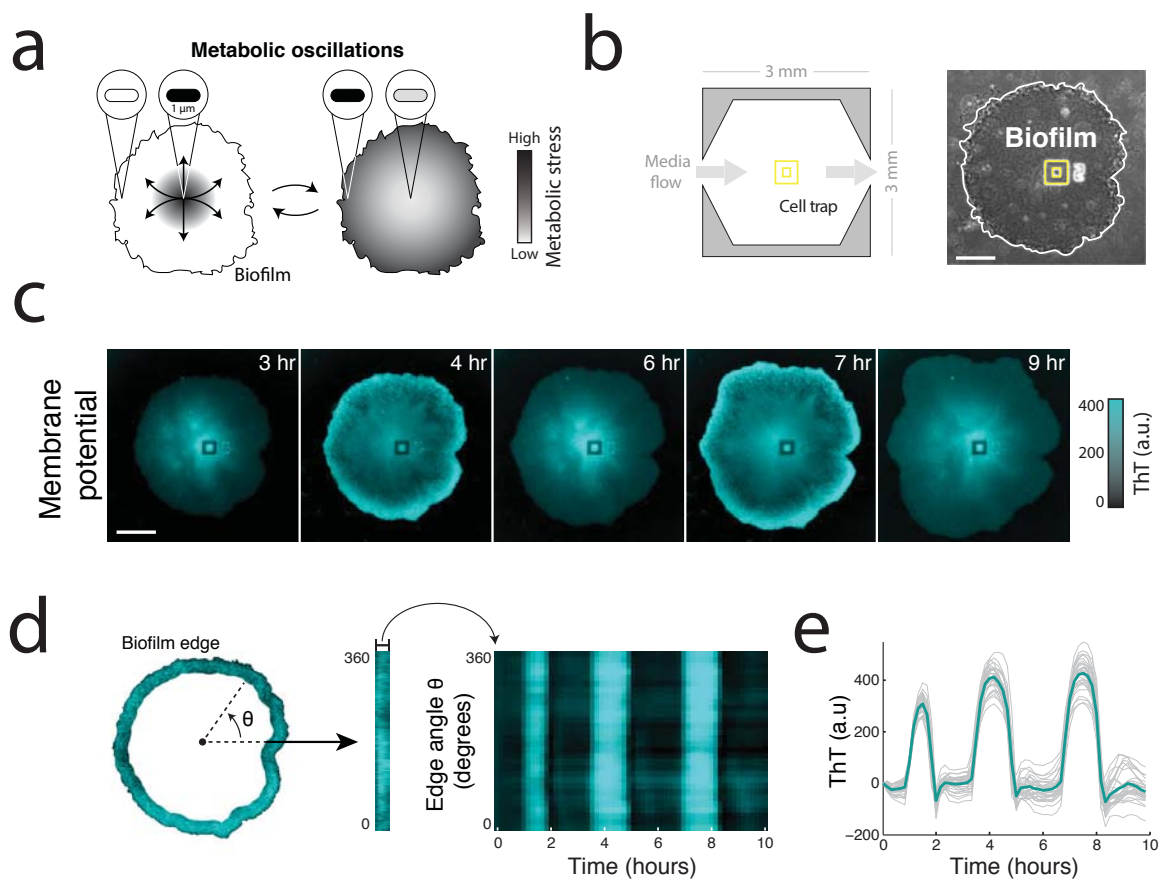 a
Metabolic oscillations
1 μm
Biofilm
High
Low
Metabolic stress
b
3 mm
3 mm
Media
flow
Cell trap
Biofilm
c
Membrane
potential
3 hr
4 hr
6 hr
7 hr
9 hr
400
200
0
ThT (a.u.)
d
Biofilm edge
θ
360
0
Edge angle θ
(degrees)
360
0
0 2 4 6 8 10
Time (hours)
e
ThT (a.u)
400
200
0
−200
0 2 4 6 8 10
Time (hours)